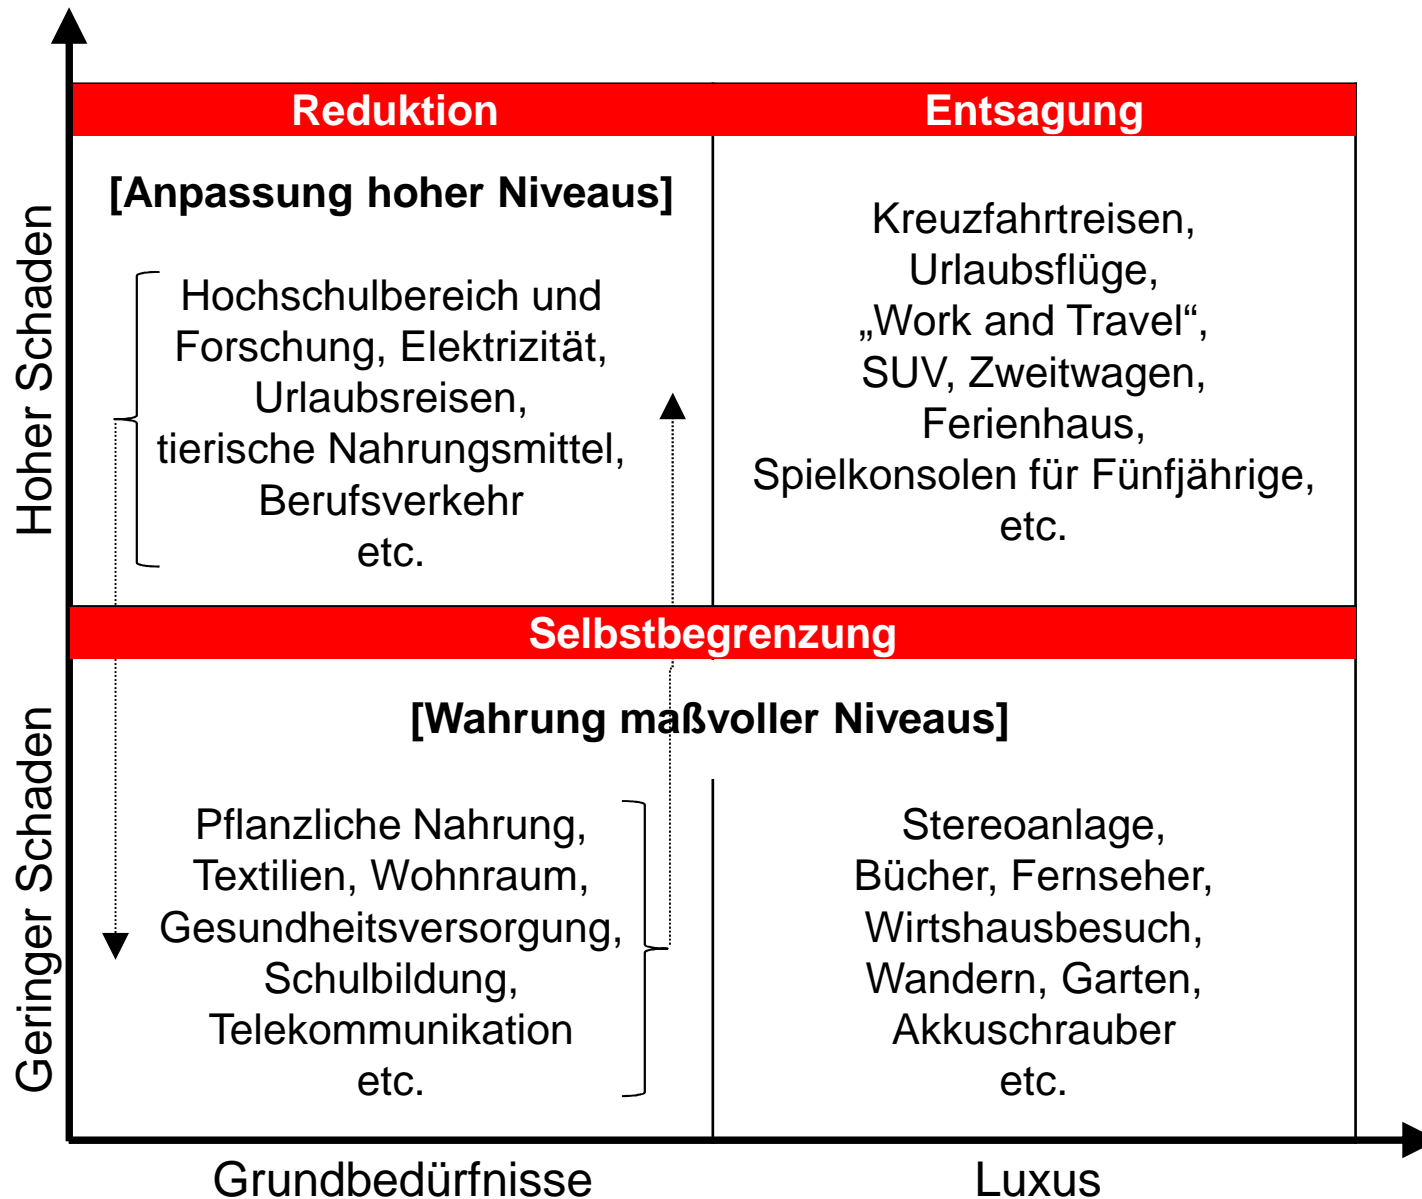 Reduktion
Entsagung
Hoher Schaden
[Anpassung hoher Niveaus]
Hochschulbereich und
Forschung, Elektrizität,
Urlaubsreisen,
tierische Nahrungsmittel,
Berufsverkehr
etc.
Kreuzfahrtreisen,
Urlaubsflüge,
„Work and Travel“,
SUV, Zweitwagen,
Ferienhaus,
Spielkonsolen für Fünfjährige,
etc.
Selbstbegrenzung
Geringer Schaden
[Wahrung maßvoller Niveaus]
Pflanzliche Nahrung,
Textilien, Wohnraum,
Gesundheitsversorgung,
Schulbildung,
Telekommunikation
etc.
Stereoanlage,
Bücher, Fernseher,
Wirtshausbesuch,
Wandern, Garten,
Akkuschrauber
etc.
Grundbedürfnisse
Luxus